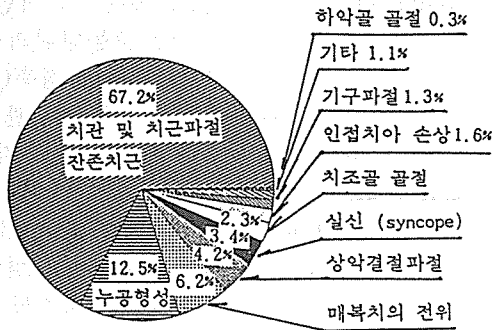 하악골 골절 0.3%
기타 1.1%
기구파절 1.3%
인접치아 손상 1.6%
치조골 골절
실신 (syncope)
상악결절파절
매복치의 전위
67.2%
치관 및 치근파절
잔존치근
2.3%
3.4%
4.2%
6.2%
12.5%
누공형성